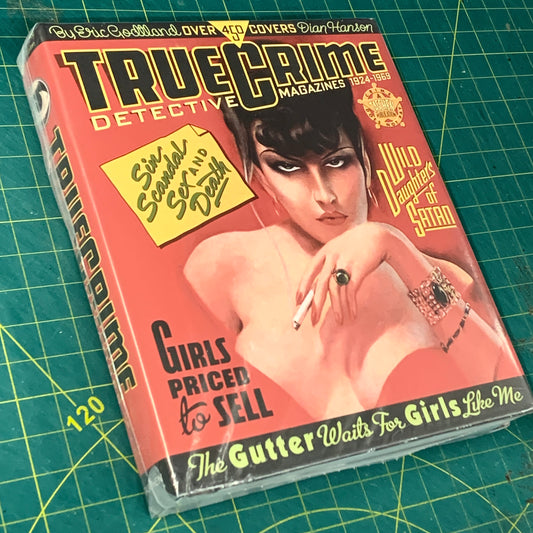 By Eric Godtland OVER 450 COVERS Dian Hanson
TRUE CRIME
DETECTIVE MAGAZINES 1924-1969
Sin
Scandal
Sex AND
Death
WILD
Daughters
of
SATAN
GIRLS
PRICED
to SELL
The Gutter Waits For Girls Like Me
TRUE CRIME
120